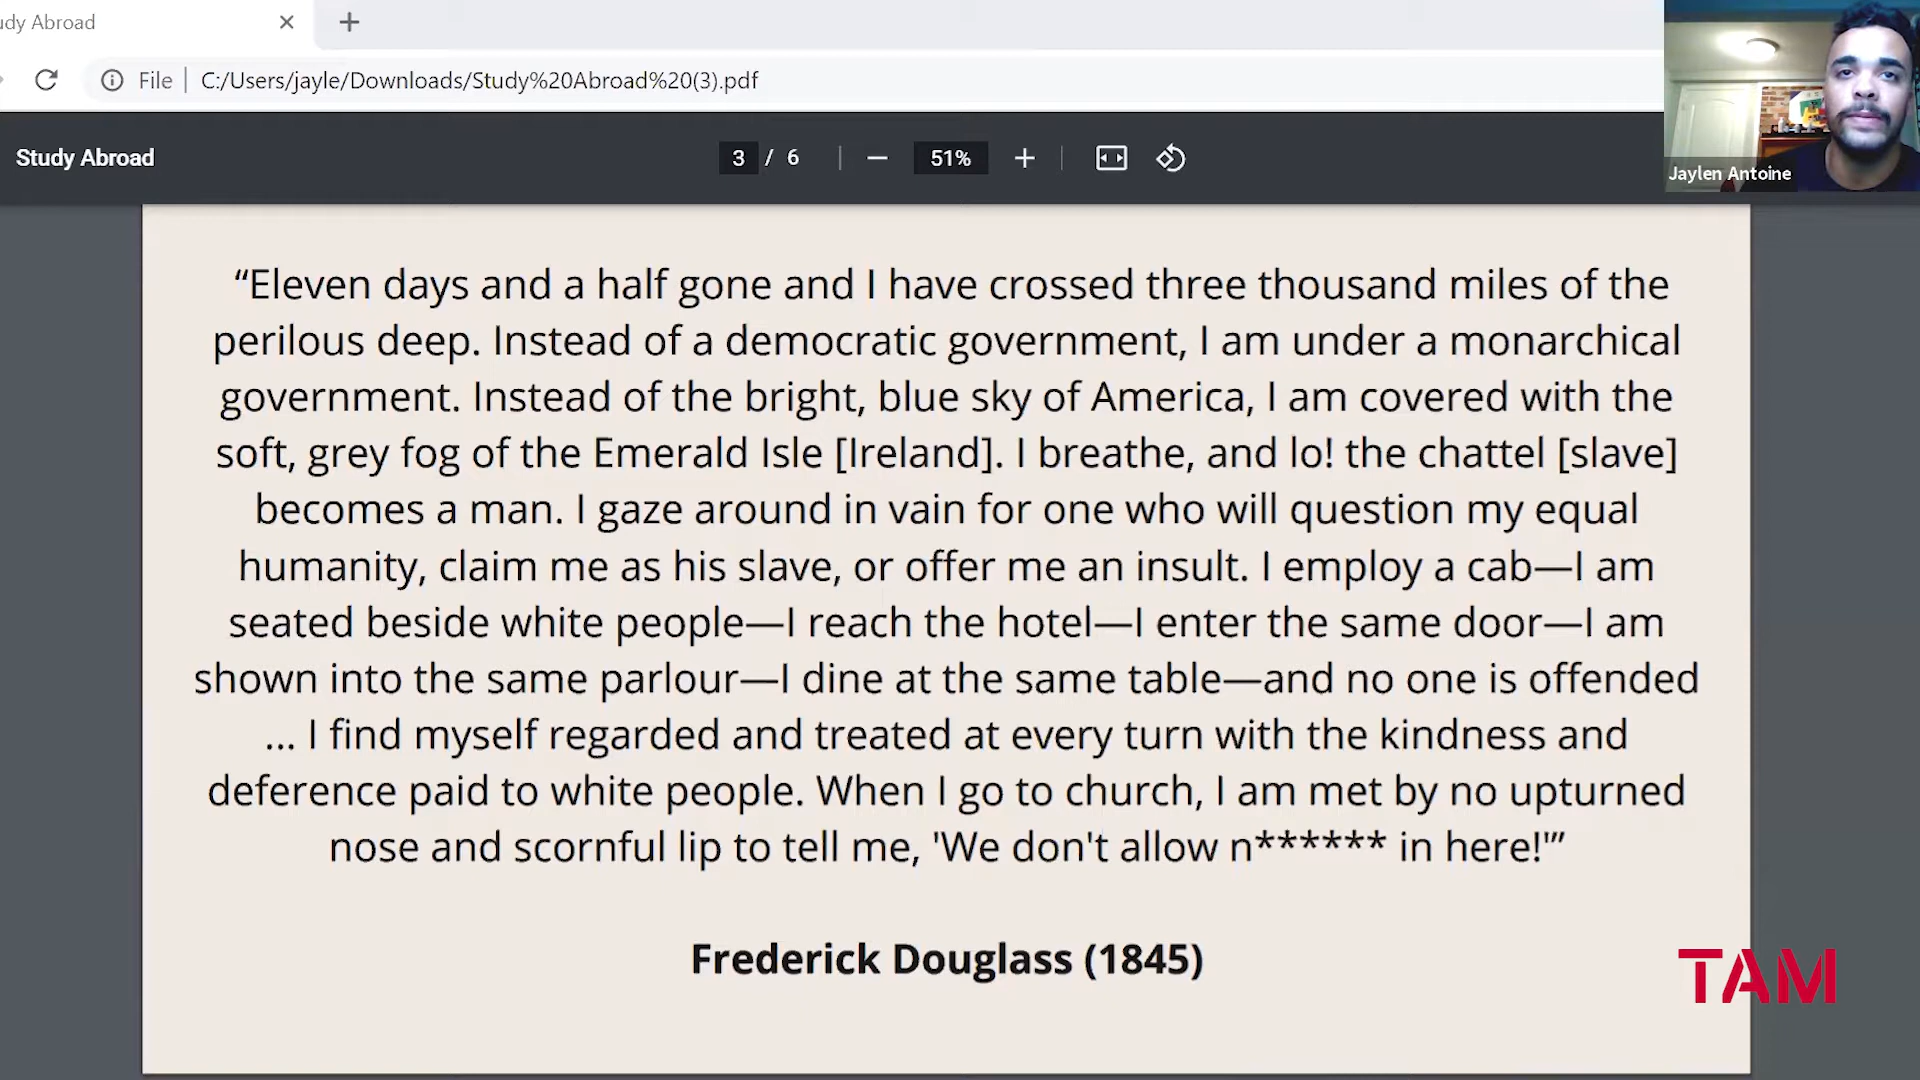 udy Abroad
File C:/Users/jayle/Downloads/Study%20Abroad%20(3).pdf
Study Abroad
3 / 6
51%
Jaylen Antoine
“Eleven days and a half gone and I have crossed three thousand miles of the
perilous deep. Instead of a democratic government, I am under a monarchical
government. Instead of the bright, blue sky of America, I am covered with the
soft, grey fog of the Emerald Isle [Ireland]. I breathe, and lo! the chattel [slave]
becomes a man. I gaze around in vain for one who will question my equal
humanity, claim me as his slave, or offer me an insult. I employ a cab—I am
seated beside white people—I reach the hotel—I enter the same door—I am
shown into the same parlour—I dine at the same table—and no one is offended
... I find myself regarded and treated at every turn with the kindness and
deference paid to white people. When I go to church, I am met by no upturned
nose and scornful lip to tell me, 'We don't allow n****** in here!'”
Frederick Douglass (1845)
TAM